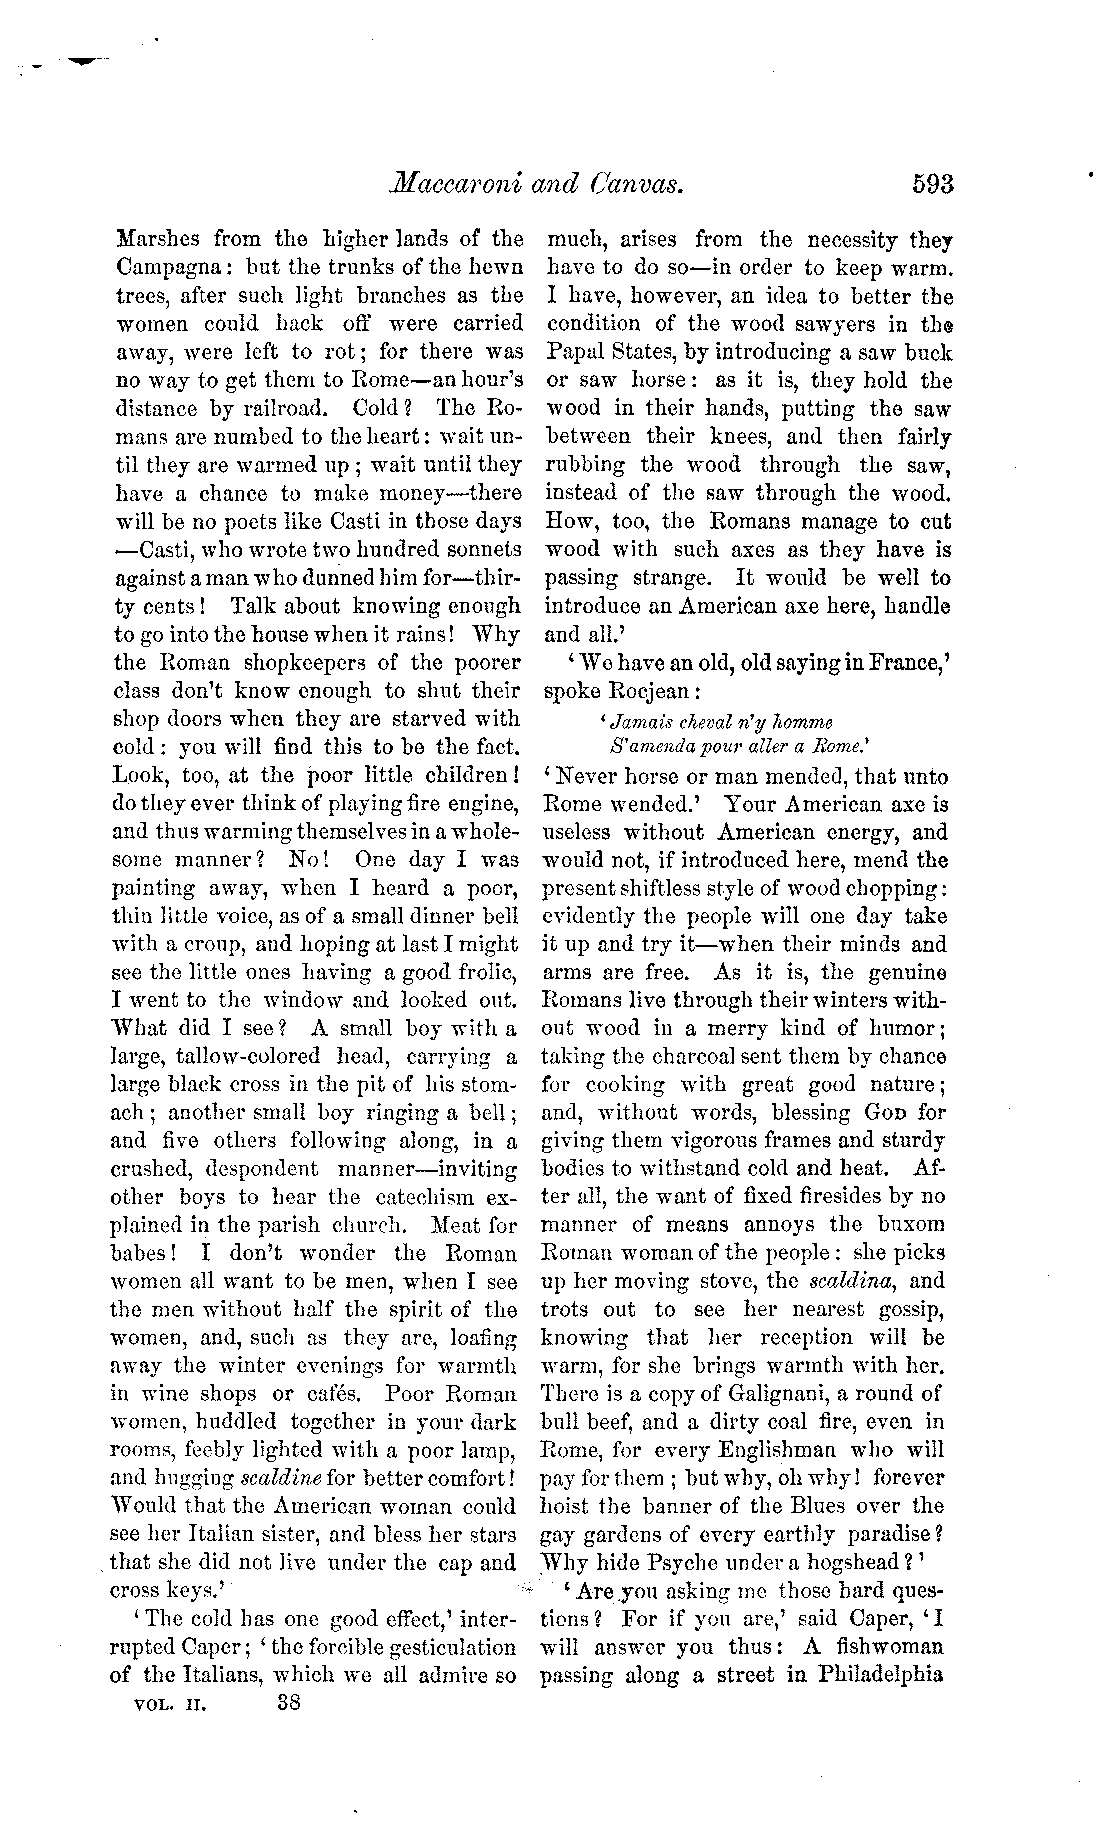 Maccaroni and Canvas. 593
Marshes from the higher lands of the
Campagna: but the trunks of the hewn
trees, after such light branches as the
women could hack off were carried
away, were left to rot; for there was
no way to get them to Rome—an hour's
distance by railroad. Cold? The Ro-
mans are numbed to the heart: wait un-
til they are warmed up; wait until they
have a chance to make money—there
will be no poets like Casti in those days
—Casti, who wrote two hundred sonnets
against a man who dunned him for—thir-
ty cents! Talk about knowing enough
to go into the house when it rains! Why
the Roman shopkeepers of the poorer
class don't know enough to shut their
shop doors when they are starved with
cold: you will find this to be the fact.
Look, too, at the poor little children!
do they ever think of playing fire engine,
and thus warming themselves in a whole-
some manner? No! One day I was
painting away, when I heard a poor,
thin little voice, as of a small dinner bell
with a croup, and hoping at last I might
see the little ones having a good frolic,
I went to the window and looked out.
What did I see? A small boy with a
large, tallow-colored head, carrying a
large black cross in the pit of his stom-
ach; another small boy ringing a bell;
and five others following along, in a
crushed, despondent manner—inviting
other boys to hear the catechism ex-
plained in the parish church. Meat for
babes! I don't wonder the Roman
women all want to be men, when I see
the men without half the spirit of the
women, and, such as they are, loafing
away the winter evenings for warmth
in wine shops or cafés. Poor Roman
women, huddled together in your dark
rooms, feebly lighted with a poor lamp,
and hugging scaldine for better comfort!
Would that the American woman could
see her Italian sister, and bless her stars
that she did not live under the cap and
cross keys.'
'The cold has one good effect,' inter-
rupted Caper; 'the forcible gesticulation
of the Italians, which we all admire so
VOL. II. 38
much, arises from the necessity they
have to do so—in order to keep warm.
I have, however, an idea to better the
condition of the wood sawyers in the
Papal States, by introducing a saw buck
or saw horse: as it is, they hold the
wood in their hands, putting the saw
between their knees, and then fairly
rubbing the wood through the saw,
instead of the saw through the wood.
How, too, the Romans manage to cut
wood with such axes as they have is
passing strange. It would be well to
introduce an American axe here, handle
and all.'
'We have an old, old saying in France,'
spoke Rocjean:
'Jamais cheval n'y homme
S'amenda pour aller a Rome.'
'Never horse or man mended, that unto
Rome wended.' Your American axe is
useless without American energy, and
would not, if introduced here, mend the
present shiftless style of wood chopping:
evidently the people will one day take
it up and try it—when their minds and
arms are free. As it is, the genuine
Romans live through their winters with-
out wood in a merry kind of humor;
taking the charcoal sent them by chance
for cooking with great good nature;
and, without words, blessing GOD for
giving them vigorous frames and sturdy
bodies to withstand cold and heat. Af-
ter all, the want of fixed firesides by no
manner of means annoys the buxom
Roman woman of the people: she picks
up her moving stove, the scaldina, and
trots out to see her nearest gossip,
knowing that her reception will be
warm, for she brings warmth with her.
There is a copy of Galignani, a round of
bull beef, and a dirty coal fire, even in
Rome, for every Englishman who will
pay for them; but why, oh why! forever
hoist the banner of the Blues over the
gay gardens of every earthly paradise?
Why hide Psyche under a hogshead?'
'Are you asking me those hard ques-
tions? For if you are,' said Caper, 'I
will answer you thus: A fishwoman
passing along a street in Philadelphia